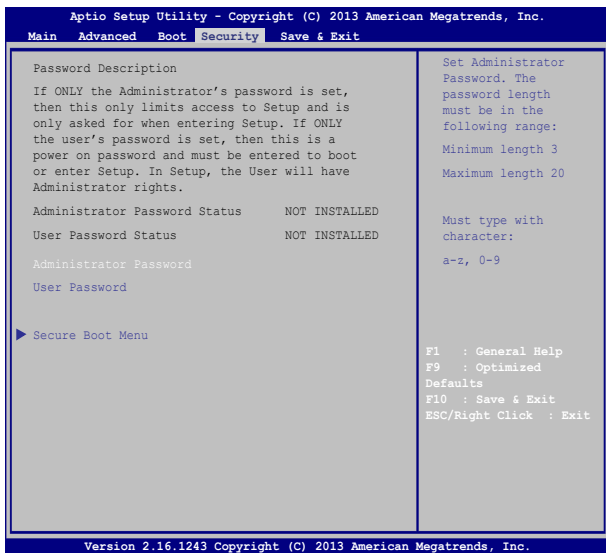 Aptio Setup Utility - Copyright (C) 2013 American Megatrends, Inc.
Main Advanced Boot Security Save & Exit
Password Description
If ONLY the Administrator's password is set,
then this only limits access to Setup and is
only asked for when entering Setup. If ONLY
the user's password is set, then this is a
power on password and must be entered to boot
or enter Setup. In Setup, the User will have
Administrator rights.
Administrator Password Status NOT INSTALLED
User Password Status NOT INSTALLED
Administrator Password
User Password
Secure Boot Menu
Set Administrator
Password. The
password length
must be in the
following range:
Minimum length 3
Maximum length 20
Must type with
character:
a-z, 0-9
F1 : General Help
F9 : Optimized
Defaults
F10 : Save & Exit
ESC/Right Click : Exit
Version 2.16.1243 Copyright (C) 2013 American Megatrends, Inc.